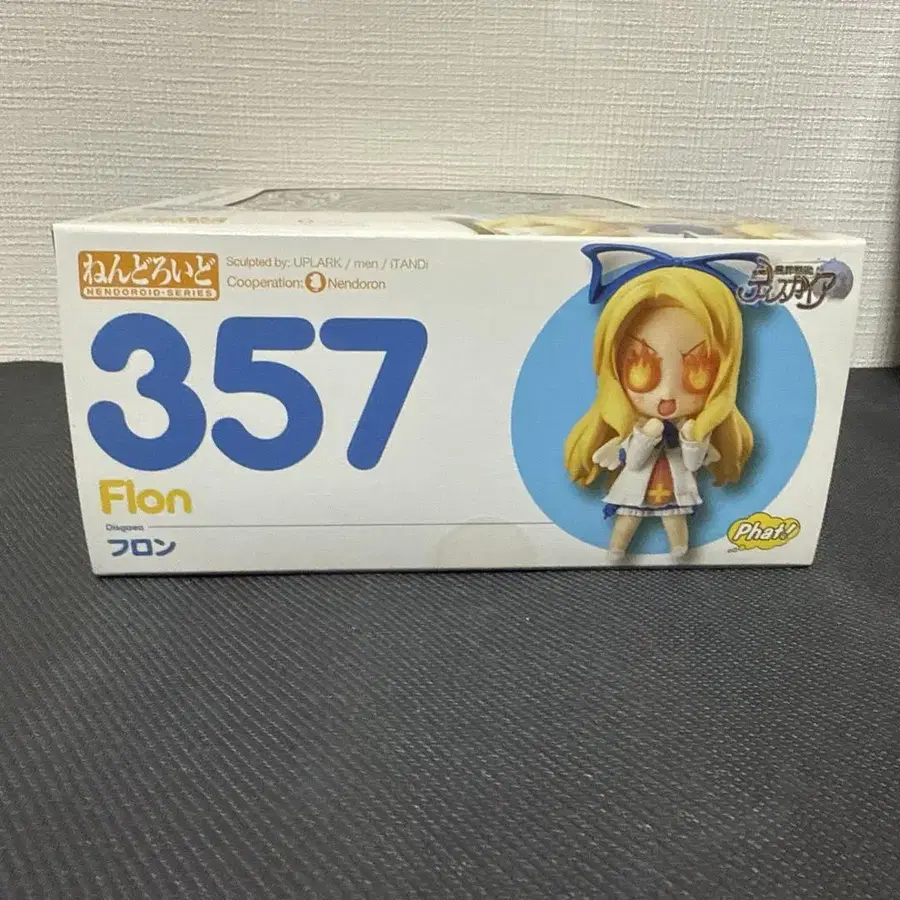 ねんどろいど
NENDOROID・SERIES
Sculpted by: UPLARK / men / iTANDi
Cooperation: Nendoron
357
Flon
Disgaea
フロン
ディスガイア
Phat!